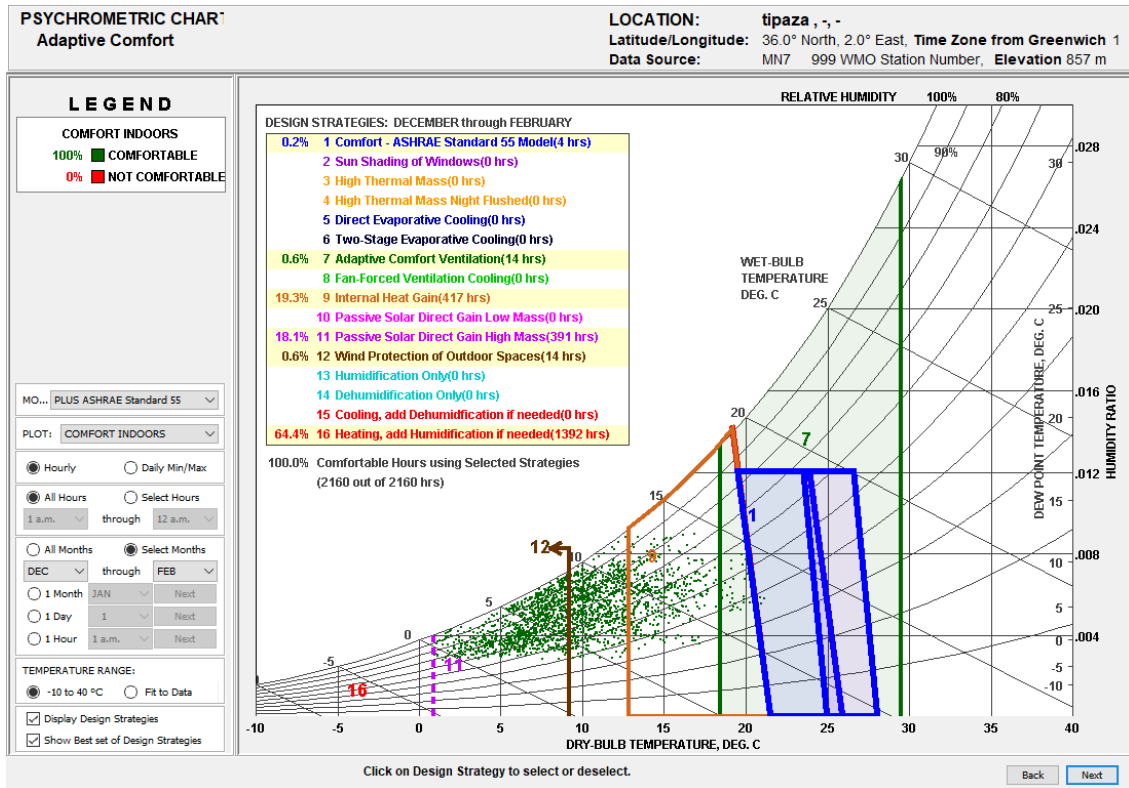 PSYCHROMETRIC CHART
Adaptive Comfort
LOCATION: tipaza , -, -
Latitude/Longitude: 36.0° North, 2.0° East, Time Zone from Greenwich 1
Data Source: MN7 999 WMO Station Number, Elevation 857 m
LEGEND
COMFORT INDOORS
100% COMFORTABLE
0% NOT COMFORTABLE
MO... PLUS ASHRAE Standard 55
PLOT: COMFORT INDOORS
Hourly Daily Min/Max
All Hours Select Hours
1 a.m. through 12 a.m.
All Months Select Months
DEC through FEB
1 Month JAN Next
1 Day 1 Next
1 Hour 1 a.m. Next
TEMPERATURE RANGE:
-10 to 40 ºC Fit to Data
Display Design Strategies
Show Best set of Design Strategies
RELATIVE HUMIDITY 100% 80%
90%
DESIGN STRATEGIES: DECEMBER through FEBRUARY
0.2% 1 Comfort - ASHRAE Standard 55 Model(4 hrs)
2 Sun Shading of Windows(0 hrs)
3 High Thermal Mass(0 hrs)
4 High Thermal Mass Night Flushed(0 hrs)
5 Direct Evaporative Cooling(0 hrs)
6 Two-Stage Evaporative Cooling(0 hrs)
0.6% 7 Adaptive Comfort Ventilation(14 hrs)
8 Fan-Forced Ventilation Cooling(0 hrs)
19.3% 9 Internal Heat Gain(417 hrs)
10 Passive Solar Direct Gain Low Mass(0 hrs)
18.1% 11 Passive Solar Direct Gain High Mass(391 hrs)
0.6% 12 Wind Protection of Outdoor Spaces(14 hrs)
13 Humidification Only(0 hrs)
14 Dehumidification Only(0 hrs)
15 Cooling, add Dehumidfication if needed(0 hrs)
64.4% 16 Heating, add Humidification if needed(1392 hrs)
100.0% Comfortable Hours using Selected Strategies
(2160 out of 2160 hrs)
WET-BULB
TEMPERATURE
DEG. C
-5
0
5
10
15
20
25
30
16
11
12
9
1
7
30
25
20
15
10
5
0
-5
-10
DEW POINT TEMPERATURE, DEG. C
.028
.024
.020
.016
.012
.008
.004
HUMIDITY RATIO
-10 -5 0 5 10 15 20 25 30 35 40
DRY-BULB TEMPERATURE, DEG. C
Click on Design Strategy to select or deselect.
Back Next